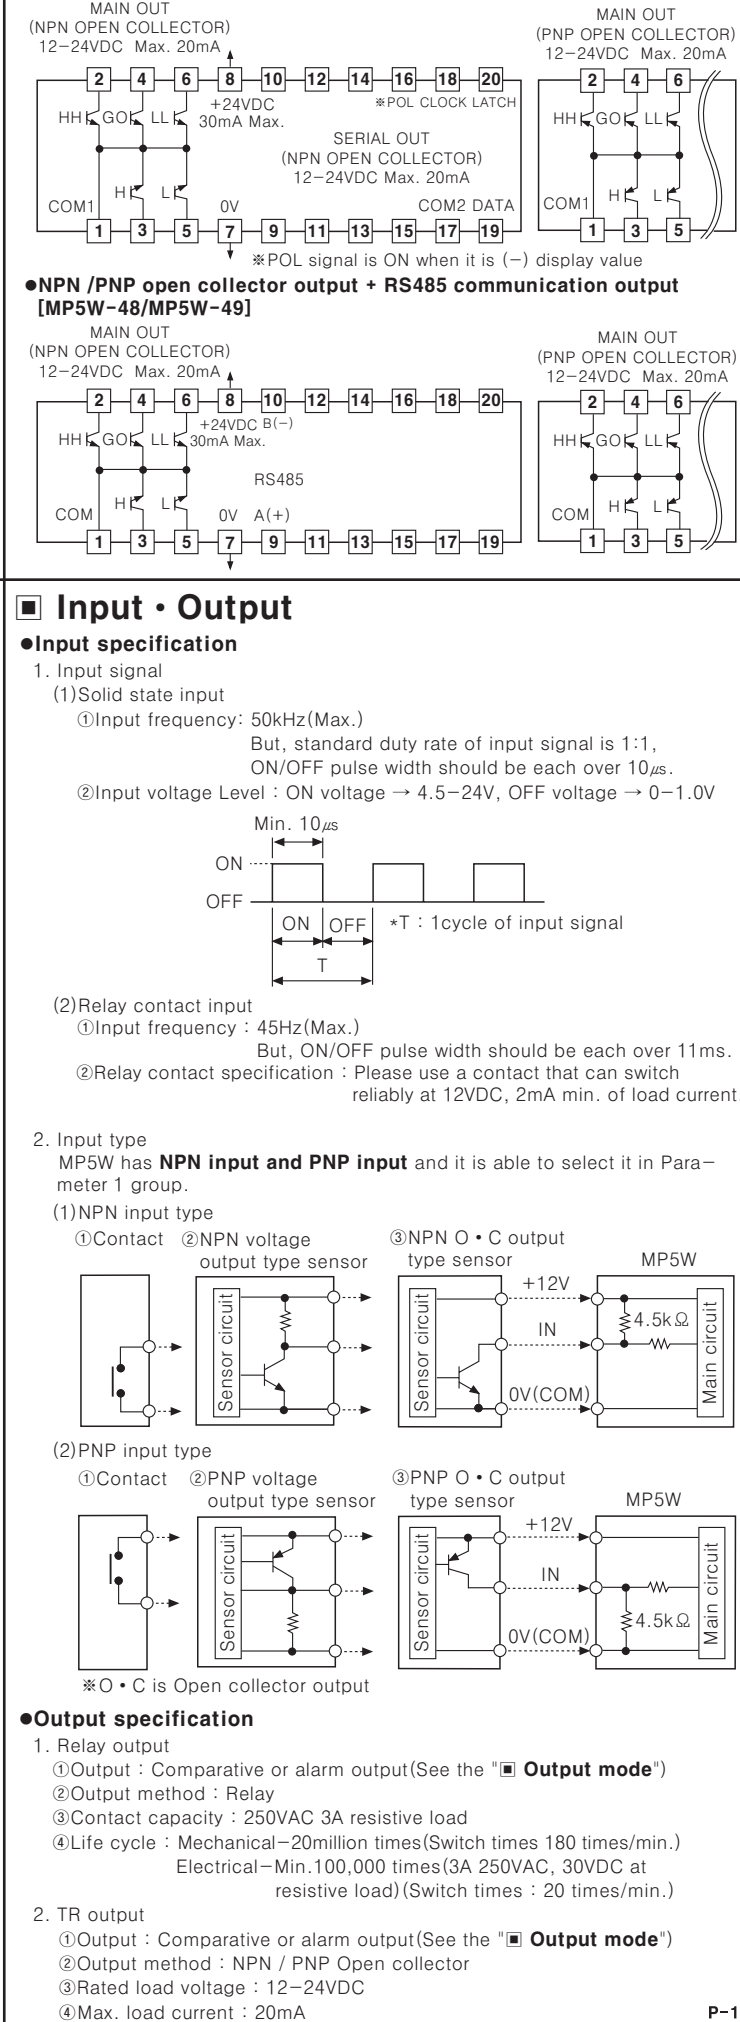 MAIN OUT
(NPN OPEN COLLECTOR)
12-24VDC Max. 20mA
MAIN OUT
(PNP OPEN COLLECTOR)
12-24VDC Max. 20mA
2 4 6 8 10 12 14 16 18 20
2 4 6
HH GO LL
+24VDC
30mA Max.
※POL CLOCK LATCH
HH GO LL
SERIAL OUT
(NPN OPEN COLLECTOR)
12-24VDC Max. 20mA
H L
H L
COM1 0V COM2 DATA
COM1
1 3 5 7 9 11 13 15 17 19
1 3 5
※POL signal is ON when it is (-) display value
●NPN /PNP open collector output + RS485 communication output
[MP5W-48/MP5W-49]
MAIN OUT
(NPN OPEN COLLECTOR)
12-24VDC Max. 20mA
MAIN OUT
(PNP OPEN COLLECTOR)
12-24VDC Max. 20mA
2 4 6 8 10 12 14 16 18 20
2 4 6
+24VDC B(-)
HH GO LL 30mA Max.
HH GO LL
RS485
H L
H L
COM 0V A(+)
COM
1 3 5 7 9 11 13 15 17 19
1 3 5
▣ Input • Output
●Input specification
1. Input signal
(1)Solid state input
①Input frequency: 50kHz(Max.)
But, standard duty rate of input signal is 1:1,
ON/OFF pulse width should be each over 10㎲.
②Input voltage Level : ON voltage → 4.5-24V, OFF voltage → 0-1.0V
Min. 10㎲
ON
OFF
ON OFF *T : 1cycle of input signal
T
(2)Relay contact input
①Input frequency : 45Hz(Max.)
But, ON/OFF pulse width should be each over 11ms.
②Relay contact specification : Please use a contact that can switch
reliably at 12VDC, 2mA min. of load current
2. Input type
MP5W has NPN input and PNP input and it is able to select it in Para-
meter 1 group.
(1)NPN input type
①Contact ②NPN voltage
output type sensor
③NPN O • C output
type sensor
MP5W
Sensor circuit
Sensor circuit
+12V
IN
0V(COM)
4.5kΩ
Main circuit
(2)PNP input type
①Contact ②PNP voltage
output type sensor
③PNP O • C output
type sensor
MP5W
Sensor circuit
Sensor circuit
+12V
IN
0V(COM)
4.5kΩ
Main circuit
※O • C is Open collector output
●Output specification
1. Relay output
①Output : Comparative or alarm output(See the "▣ Output mode")
②Output method : Relay
③Contact capacity : 250VAC 3A resistive load
④Life cycle : Mechanical-20million times(Switch times 180 times/min.)
Electrical-Min.100,000 times(3A 250VAC, 30VDC at
resistive load)(Switch times : 20 times/min.)
2. TR output
①Output : Comparative or alarm output(See the "▣ Output mode")
②Output method : NPN / PNP Open collector
③Rated load voltage : 12-24VDC
④Max. load current : 20mA
P-1